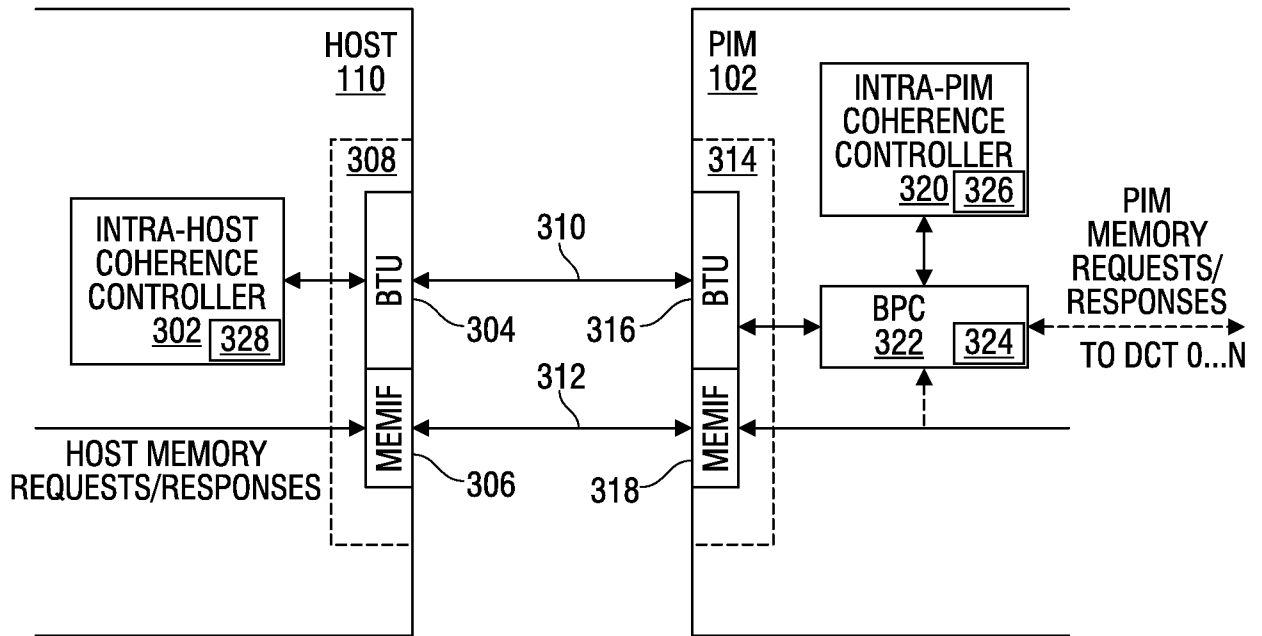 HOST
110
PIM
102
INTRA-PIM
COHERENCE
CONTROLLER
320 326
308
314
INTRA-HOST
COHERENCE
CONTROLLER
302 328
BTU
310
304
BTU
316
BPC
322 324
PIM
MEMORY
REQUESTS/
RESPONSES
TO DCT 0...N
HOST MEMORY
REQUESTS/RESPONSES
MEMIF
312
306
MEMIF
318